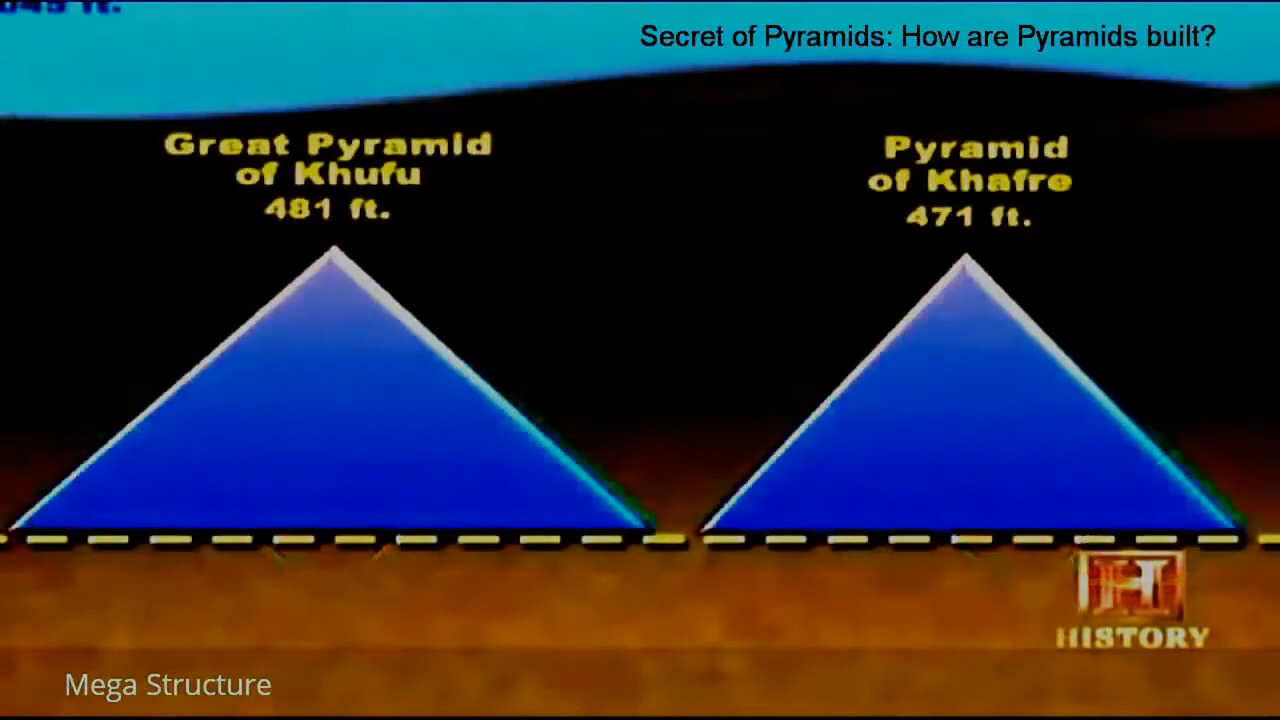 Secret of Pyramids: How are Pyramids built?
Great Pyramid
of Khufu
481 ft.
Pyramid
of Khafre
471 ft.
HISTORY
Mega Structure